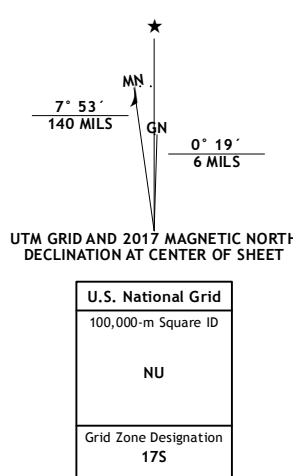 ★
MN
7° 53´
140 MILS
GN
0° 19´
6 MILS
UTM GRID AND 2017 MAGNETIC NORTH
DECLINATION AT CENTER OF SHEET
U.S. National Grid
100,000-m Square ID
NU
Grid Zone Designation
17S